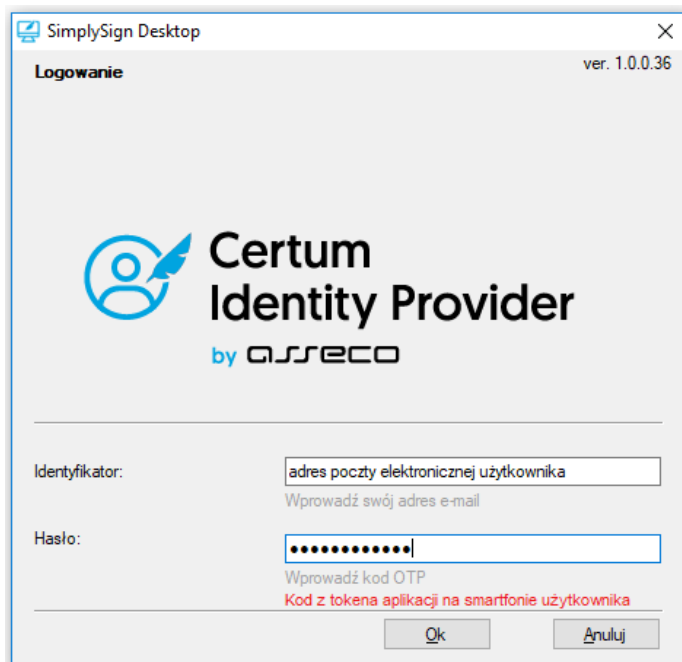 SimplySign Desktop
Logowanie
ver. 1.0.0.36
Certum
Identity Provider
by asseco
Identyfikator:
adres poczty elektronicznej użytkownika
Wprowadź swój adres e-mail
Hasło:
••••••••••••
Wprowadź kod OTP
Kod z tokena aplikacji na smartfonie użytkownika
Ok
Anuluj